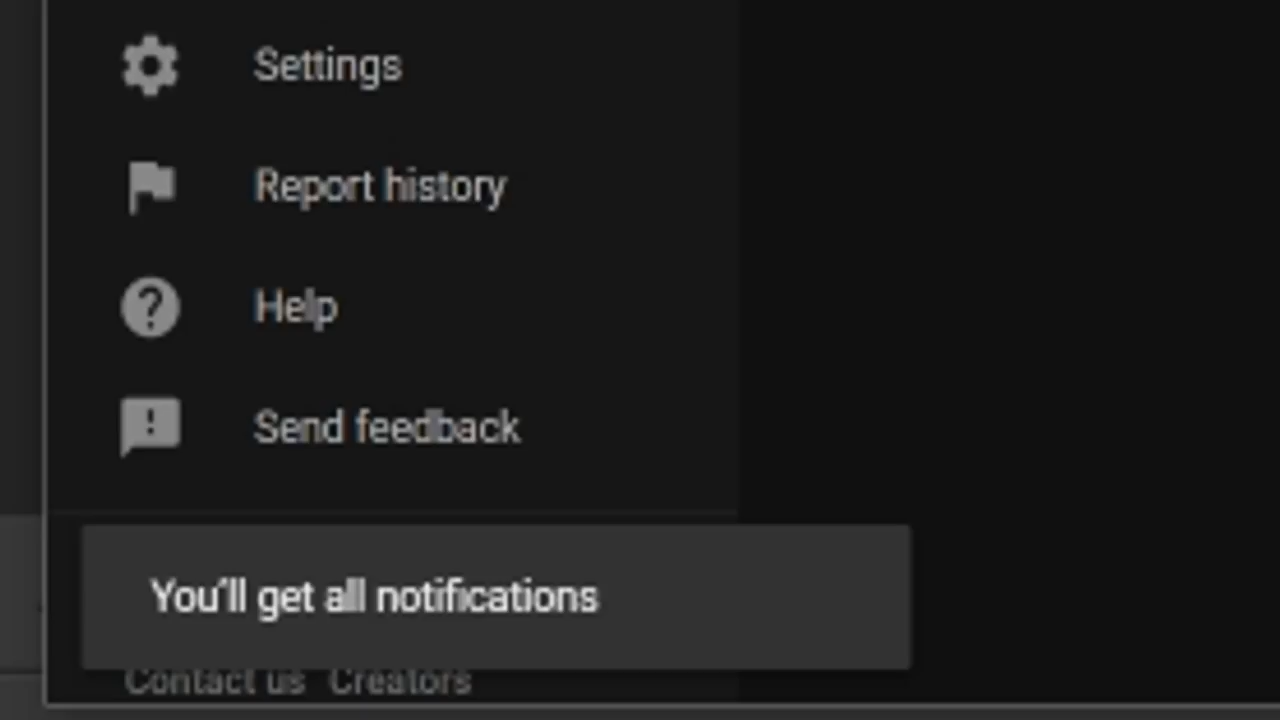 Settings
Report history
Help
Send feedback
You'll get all notifications
Contact us Creators